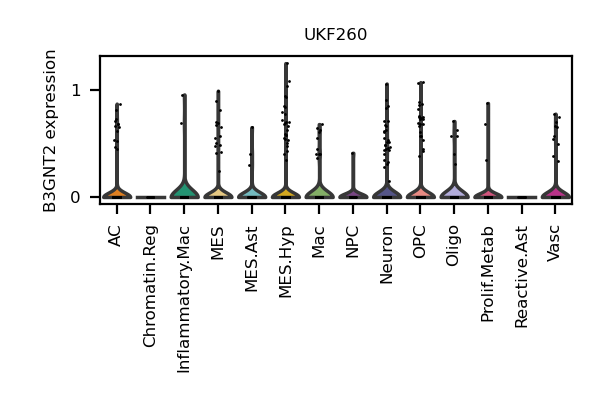 UKF260
B3GNT2 expression
1
0
AC
Chromatin.Reg
Inflammatory.Mac
MES
MES.Ast
MES.Hyp
Mac
NPC
Neuron
OPC
Oligo
Prolif.Metab
Reactive.Ast
Vasc